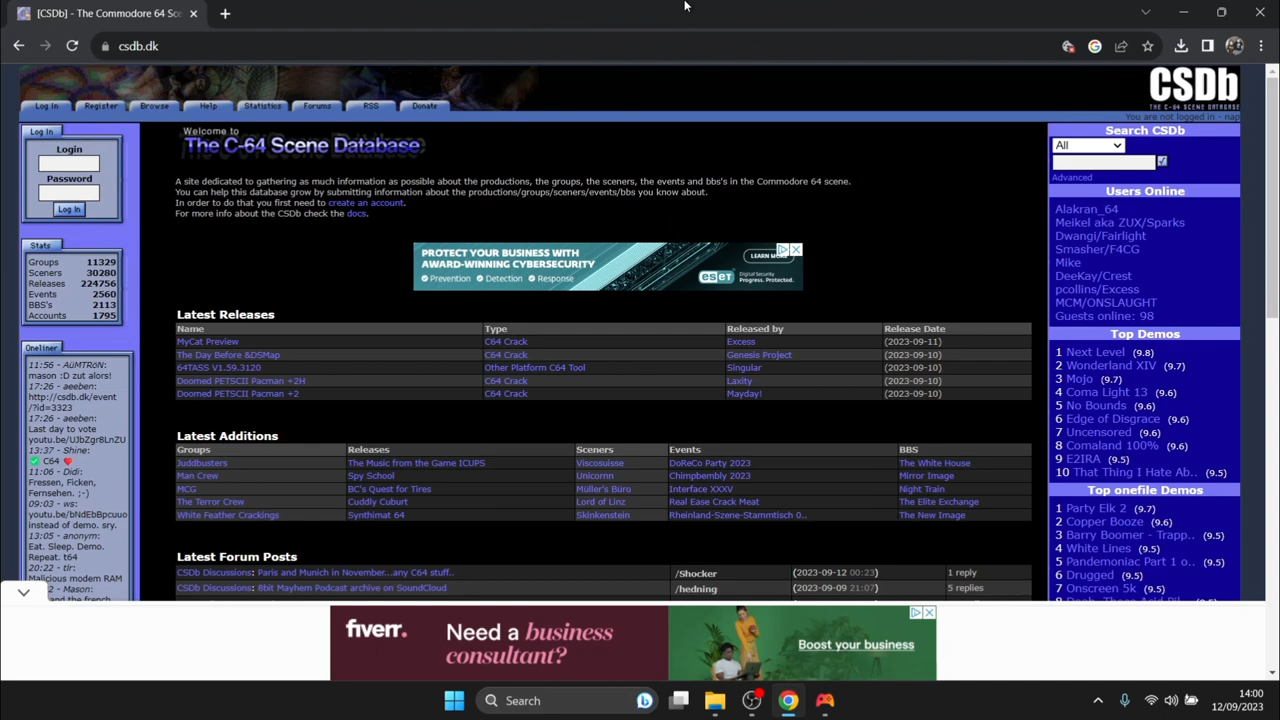 [CSDb] - The Commodore 64 Sc
csdb.dk
CSDb
THE C-64 SCENE DATABASE
Log In Register Browse Help Statistics Forums RSS Donate
You are not logged in - nap
Log In
Login
Password
Log In
Stats
Groups 11329
Sceners 30280
Releases 224756
Events 2560
BBS's 2113
Accounts 1795
Oneliner
11:56 - AüMTRoN:
mason :D zut alors!
17:26 - aeeben:
http://csdb.dk/event
/?id=3323
17:26 - aeeben:
Last day to vote
youtu.be/UJbZgr8LnZU
13:37 - Shine:
✅ C64 ❤️
11:06 - Didi:
Fressen, Ficken,
Fernsehen. ;-)
09:03 - ws:
youtu.be/bNdEbBpcuuo
instead of demo. sry.
13:05 - anonym:
Eat. Sleep. Demo.
Repeat. t64
20:22 - tlr:
Malicious modem RAM
- Mason:
and the french
Welcome to
The C-64 Scene Database
A site dedicated to gathering as much information as possible about the productions, the groups, the sceners, the events and bbs's in the Commodore 64 scene.
You can help this database grow by submitting information about the productions/groups/sceners/events/bbs you know about.
In order to do that you first need to create an account.
For more info about the CSDb check the docs.
PROTECT YOUR BUSINESS WITH
AWARD-WINNING CYBERSECURITY
Prevention Detection Response
LEARN MORE
eset
Digital Security
Progress. Protected.
Latest Releases
Name Type Released by Release Date
MyCat Preview C64 Crack Excess (2023-09-11)
The Day Before &DSMap C64 Crack Genesis Project (2023-09-10)
64TASS V1.59.3120 Other Platform C64 Tool Singular (2023-09-10)
Doomed PETSCII Pacman +2H C64 Crack Laxity (2023-09-10)
Doomed PETSCII Pacman +2 C64 Crack Mayday! (2023-09-10)
Latest Additions
Groups Releases Sceners Events BBS
Juddbusters The Music from the Game ICUPS Viscosuisse DoReCo Party 2023 The White House
Man Crew Spy School Unicornn Chimpbembly 2023 Mirror Image
MCG BC's Quest for Tires Müller's Büro Interface XXXV Night Train
The Terror Crew Cuddly Cuburt Lord of Linz Real Ease Crack Meat The Elite Exchange
White Feather Crackings Synthimat 64 Skinkenstein Rheinland-Szene-Stammtisch 0.. The New Image
Latest Forum Posts
CSDb Discussions: Paris and Munich in November...any C64 stuff.. /Shocker (2023-09-12 00:23) 1 reply
CSDb Discussions: 8bit Mayhem Podcast archive on SoundCloud /hedning (2023-09-09 21:07) 5 replies
Search CSDb
All
Advanced
Users Online
Alakran_64
Meikel aka ZUX/Sparks
Dwangi/Fairlight
Smasher/F4CG
Mike
DeeKay/Crest
pcollins/Excess
MCM/ONSLAUGHT
Guests online: 98
Top Demos
1 Next Level (9.8)
2 Wonderland XIV (9.7)
3 Mojo (9.7)
4 Coma Light 13 (9.6)
5 No Bounds (9.6)
6 Edge of Disgrace (9.6)
7 Uncensored (9.6)
8 Comaland 100% (9.6)
9 E2IRA (9.5)
10 That Thing I Hate Ab.. (9.5)
Top onefile Demos
1 Party Elk 2 (9.7)
2 Copper Booze (9.6)
3 Barry Boomer - Trapp.. (9.5)
4 White Lines (9.5)
5 Pandemoniac Part 1 o.. (9.5)
6 Drugged (9.5)
7 Onscreen 5k (9.5)
fiverr.
Need a business
consultant?
Boost your business
Search
14:00
12/09/2023